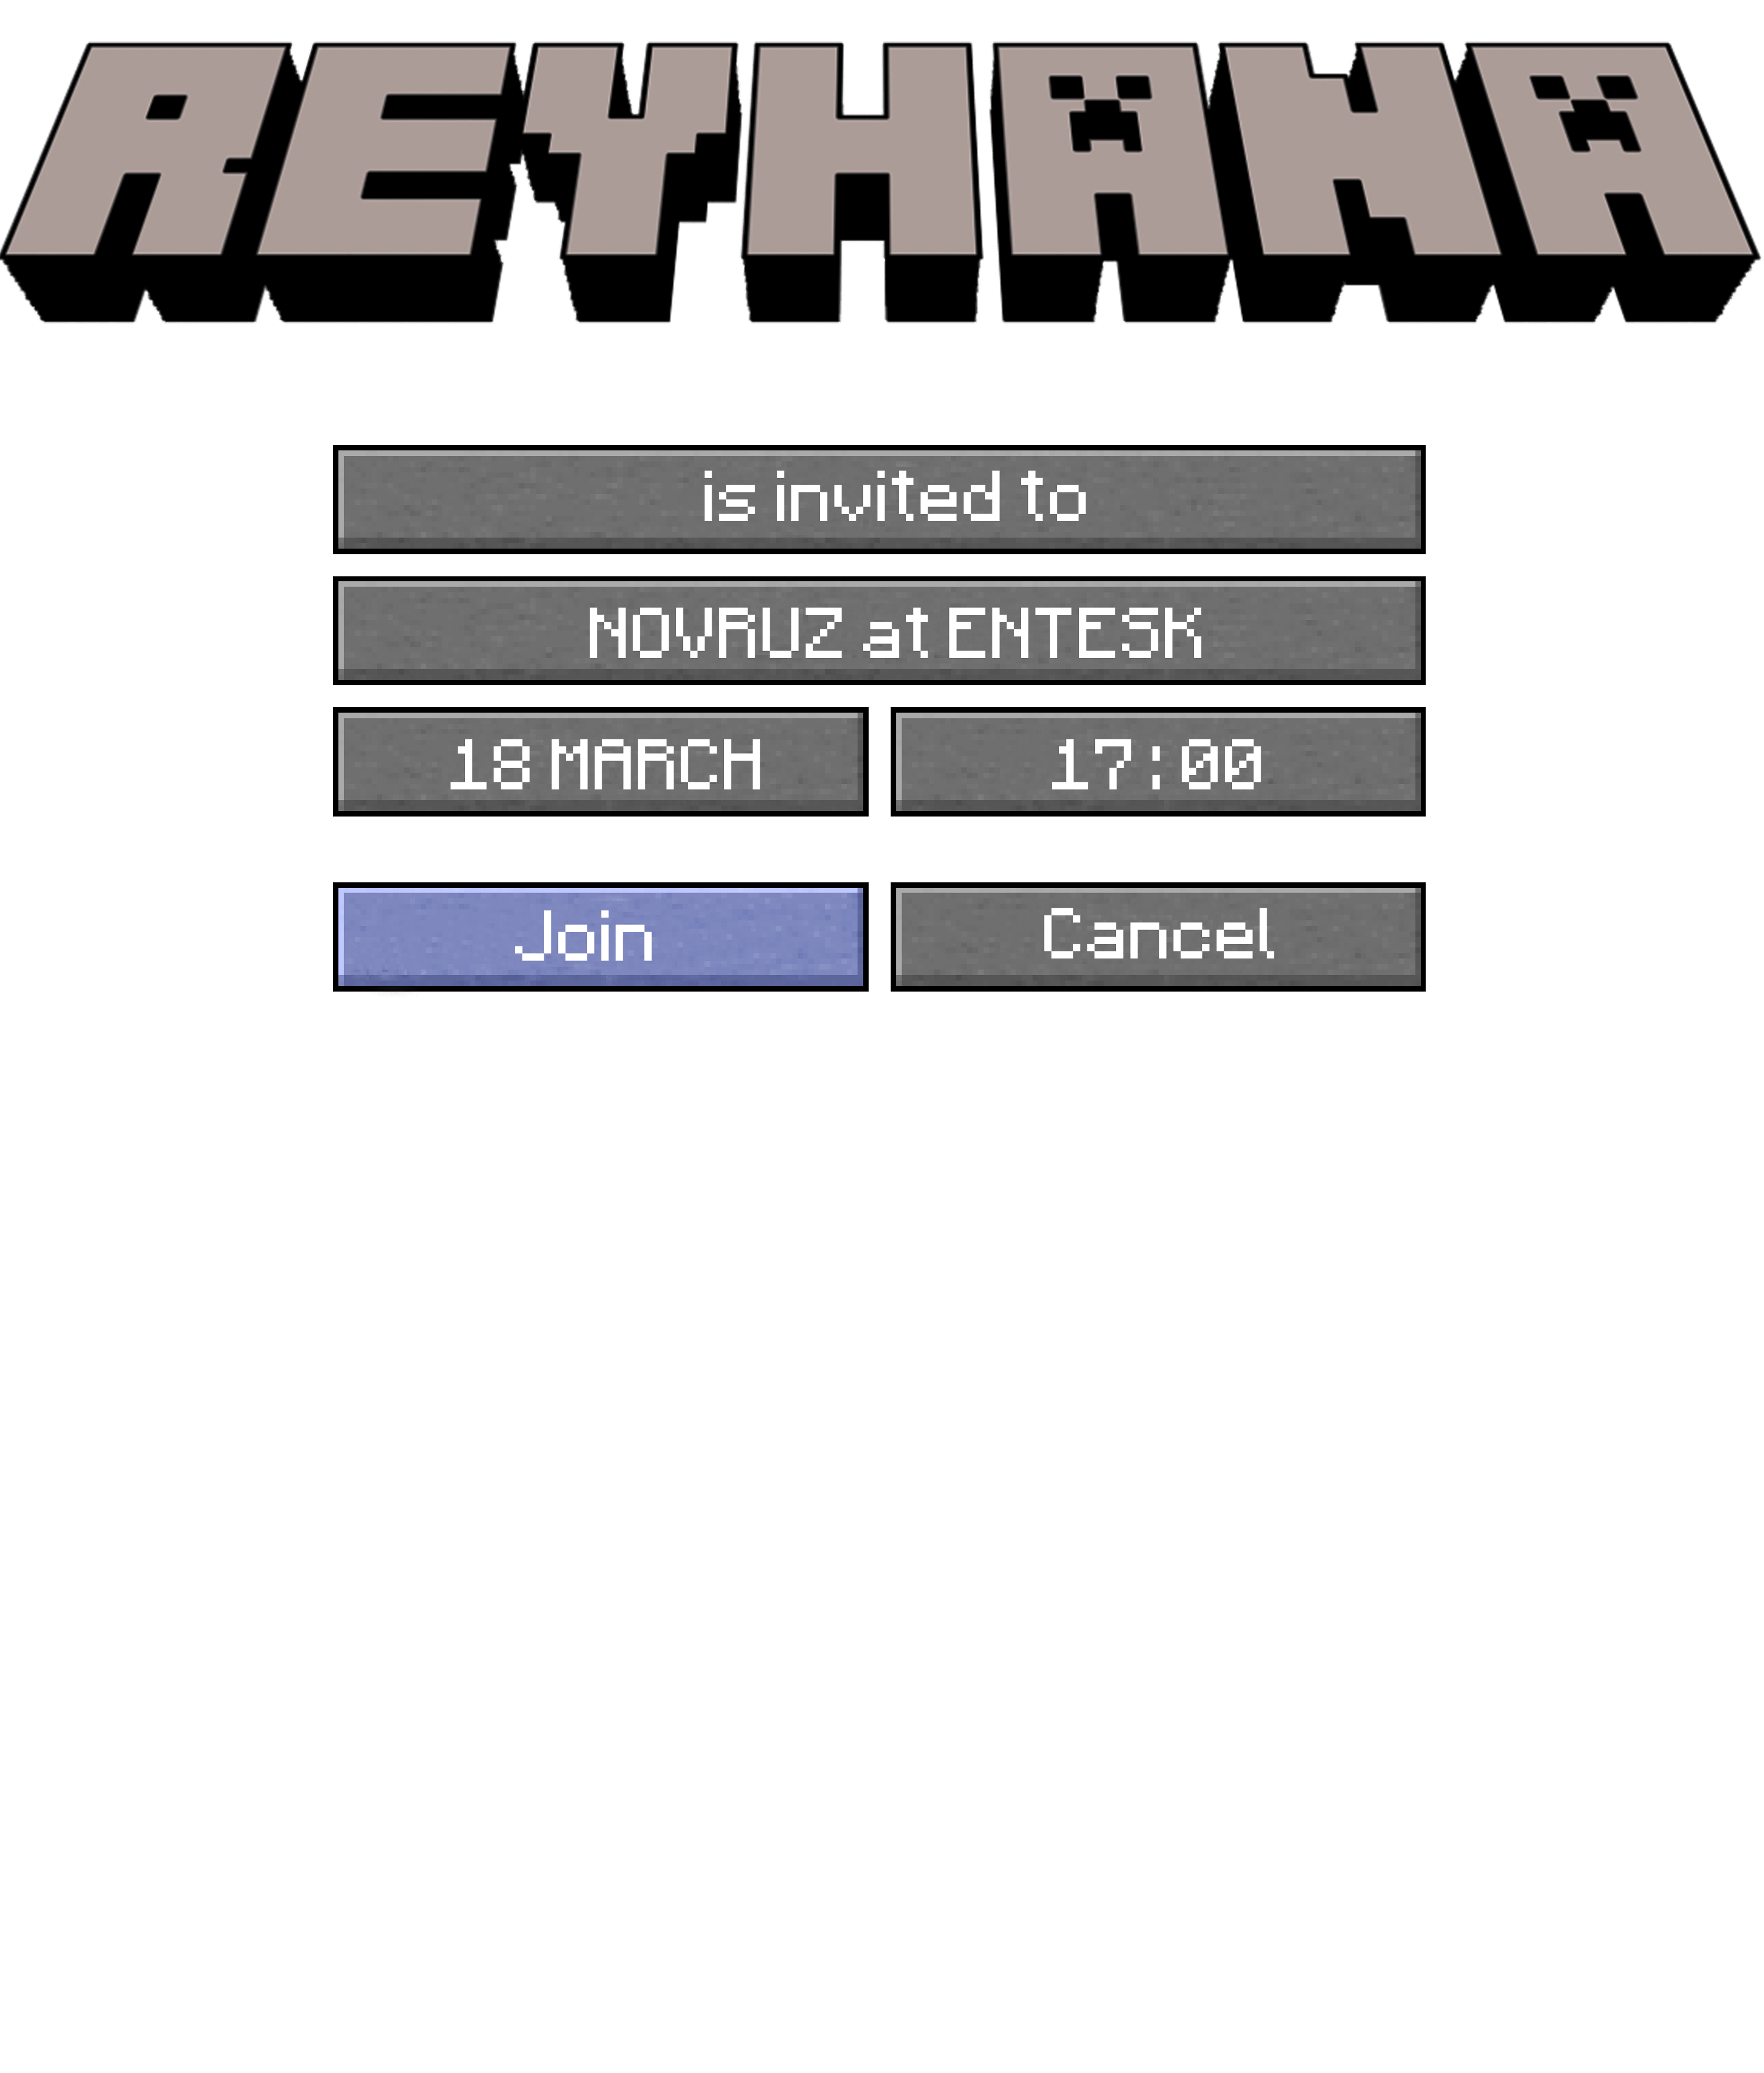 REYHANA
is invited to
NOVRUZ at ENTESK
18 MARCH
17:00
Join
Cancel